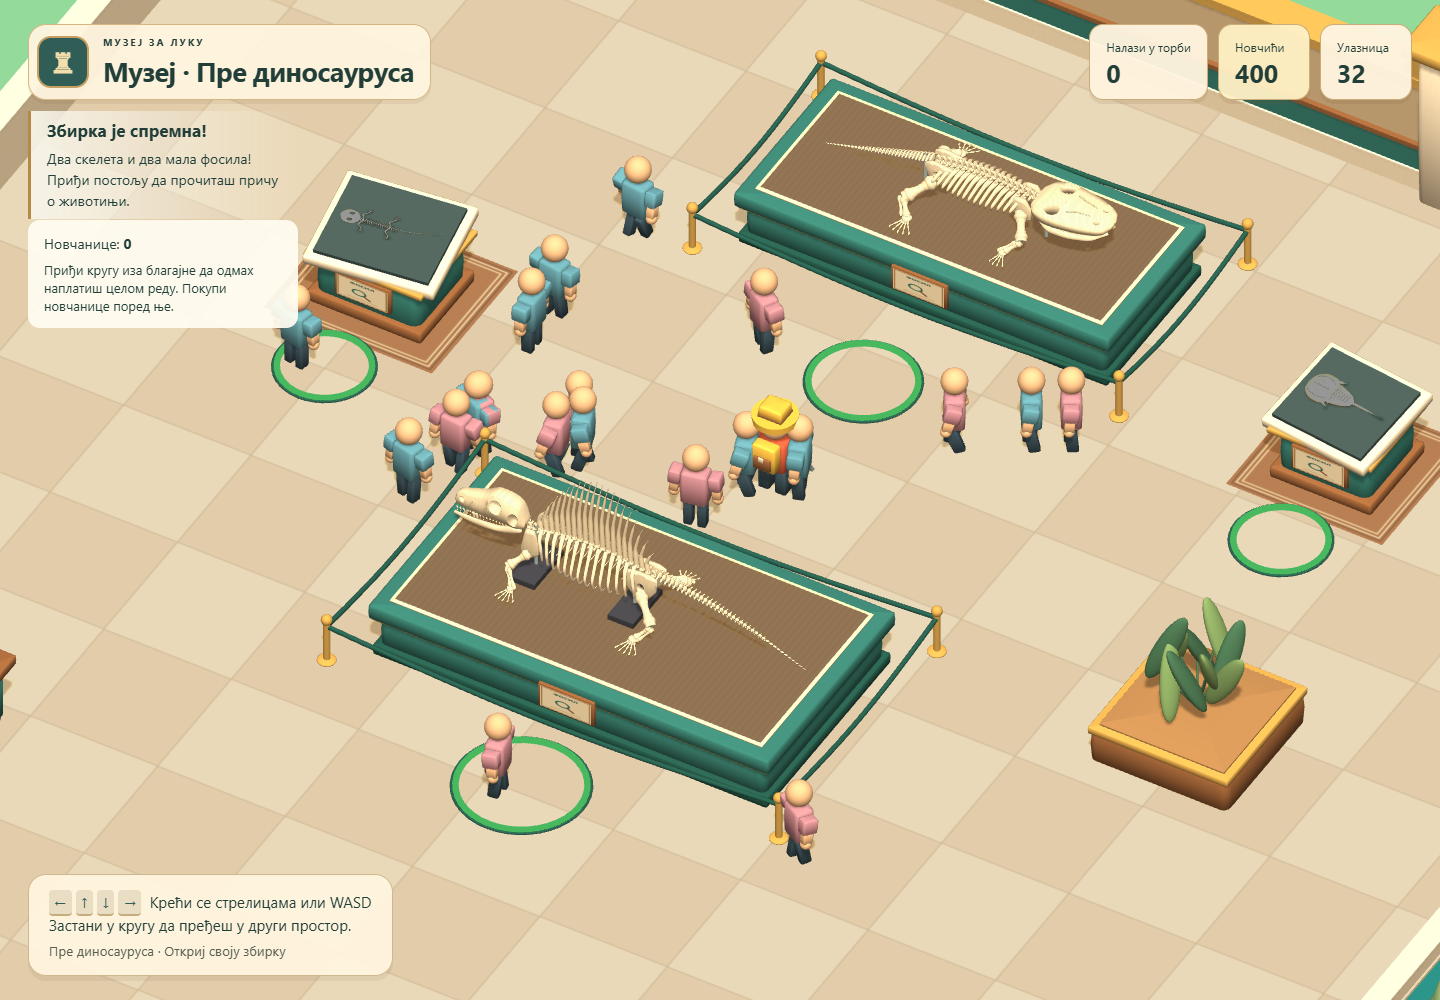 МУЗЕЈ ЗА ЛУКУ
Музеј · Пре диносауруса
Налази у торби
0
Новчићи
400
Улазница
32
Збирка је спремна!
Два скелета и два мала фосила!
Приђи постољу да прочиташ причу
о животињи.
Новчанице: 0
Приђи кругу иза благајне да одмах
наплатиш целом реду. Покупи
новчанице поред ње.
← ↑ ↓ → Крећи се стрелицама или WASD
Застани у кругу да пређеш у други простор.
Пре диносауруса · Откриј своју збирку